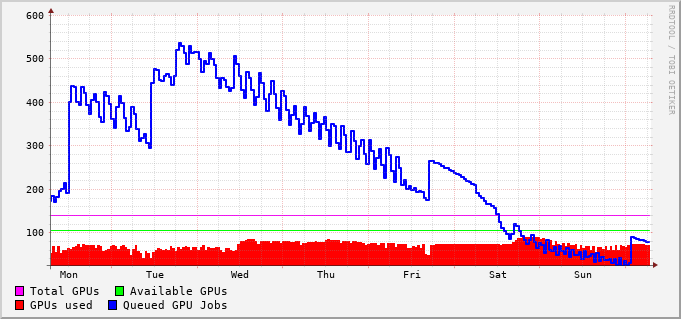 600
500
400
300
200
100
Mon Tue Wed Thu Fri Sat Sun
Total GPUs Available GPUs
GPUs used Queued GPU Jobs
RRDTOOL / TOBI OETIKER